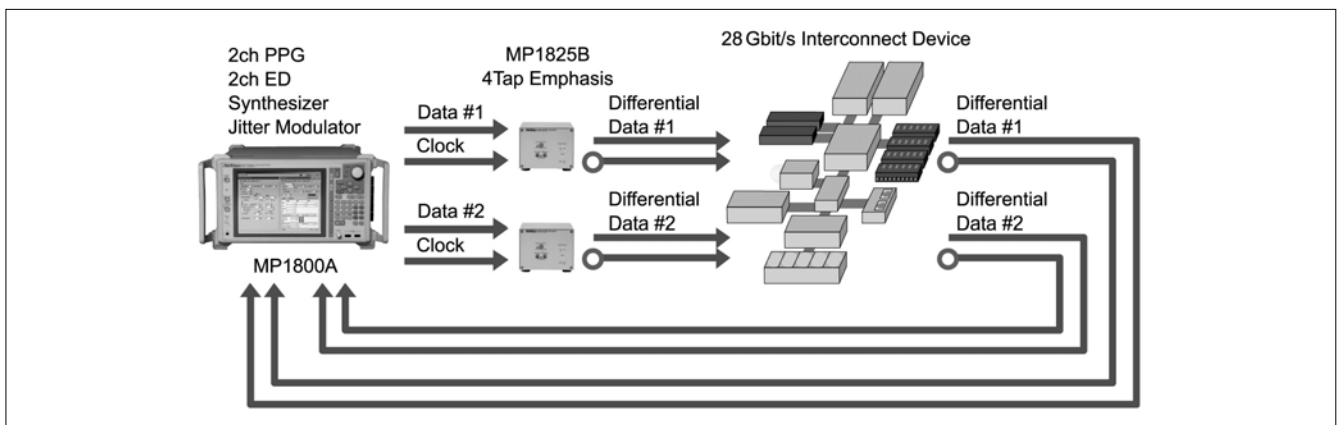 2ch PPG
2ch ED
Synthesizer
Jitter Modulator
MP1800A
Data #1
Clock
Data #2
Clock
MP1825B
4Tap Emphasis
Differential
Data #1
Differential
Data #2
28 Gbit/s Interconnect Device
Differential
Data #1
Differential
Data #2